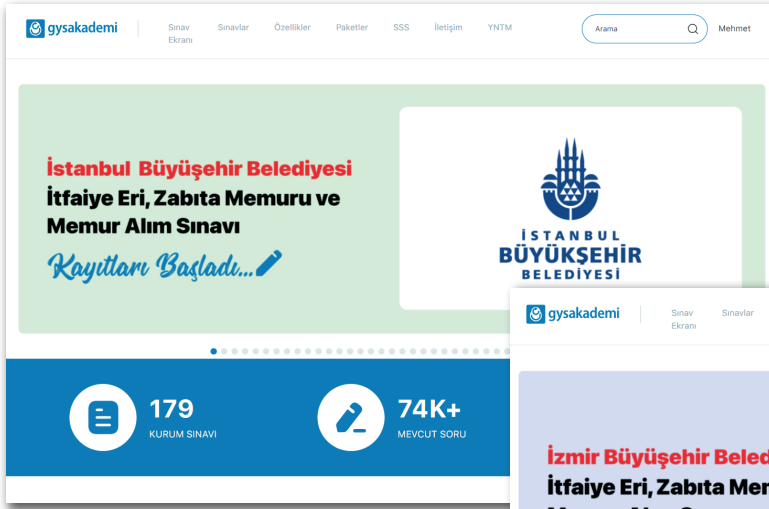 gysakademi
Sınav
Ekranı
Sınavlar
Özellikler
Paketler
SSS
İletişim
YNTM
Arama
Mehmet
İstanbul Büyüşehir Belediyesi
İtfaiye Eri, Zabıta Memuru ve
Memur Alım Sınavı
Kayıtları Başladı...
İSTANBUL
BÜYÜKŞEHİR
BELEDİYESİ
179
KURUM SINAVI
74K+
MEVCUT SORU
gysakademi
Sınav
Ekranı
Sınavlar
İzmir Büyüşehir Beled
İtfaiye Eri, Zabıta Mem